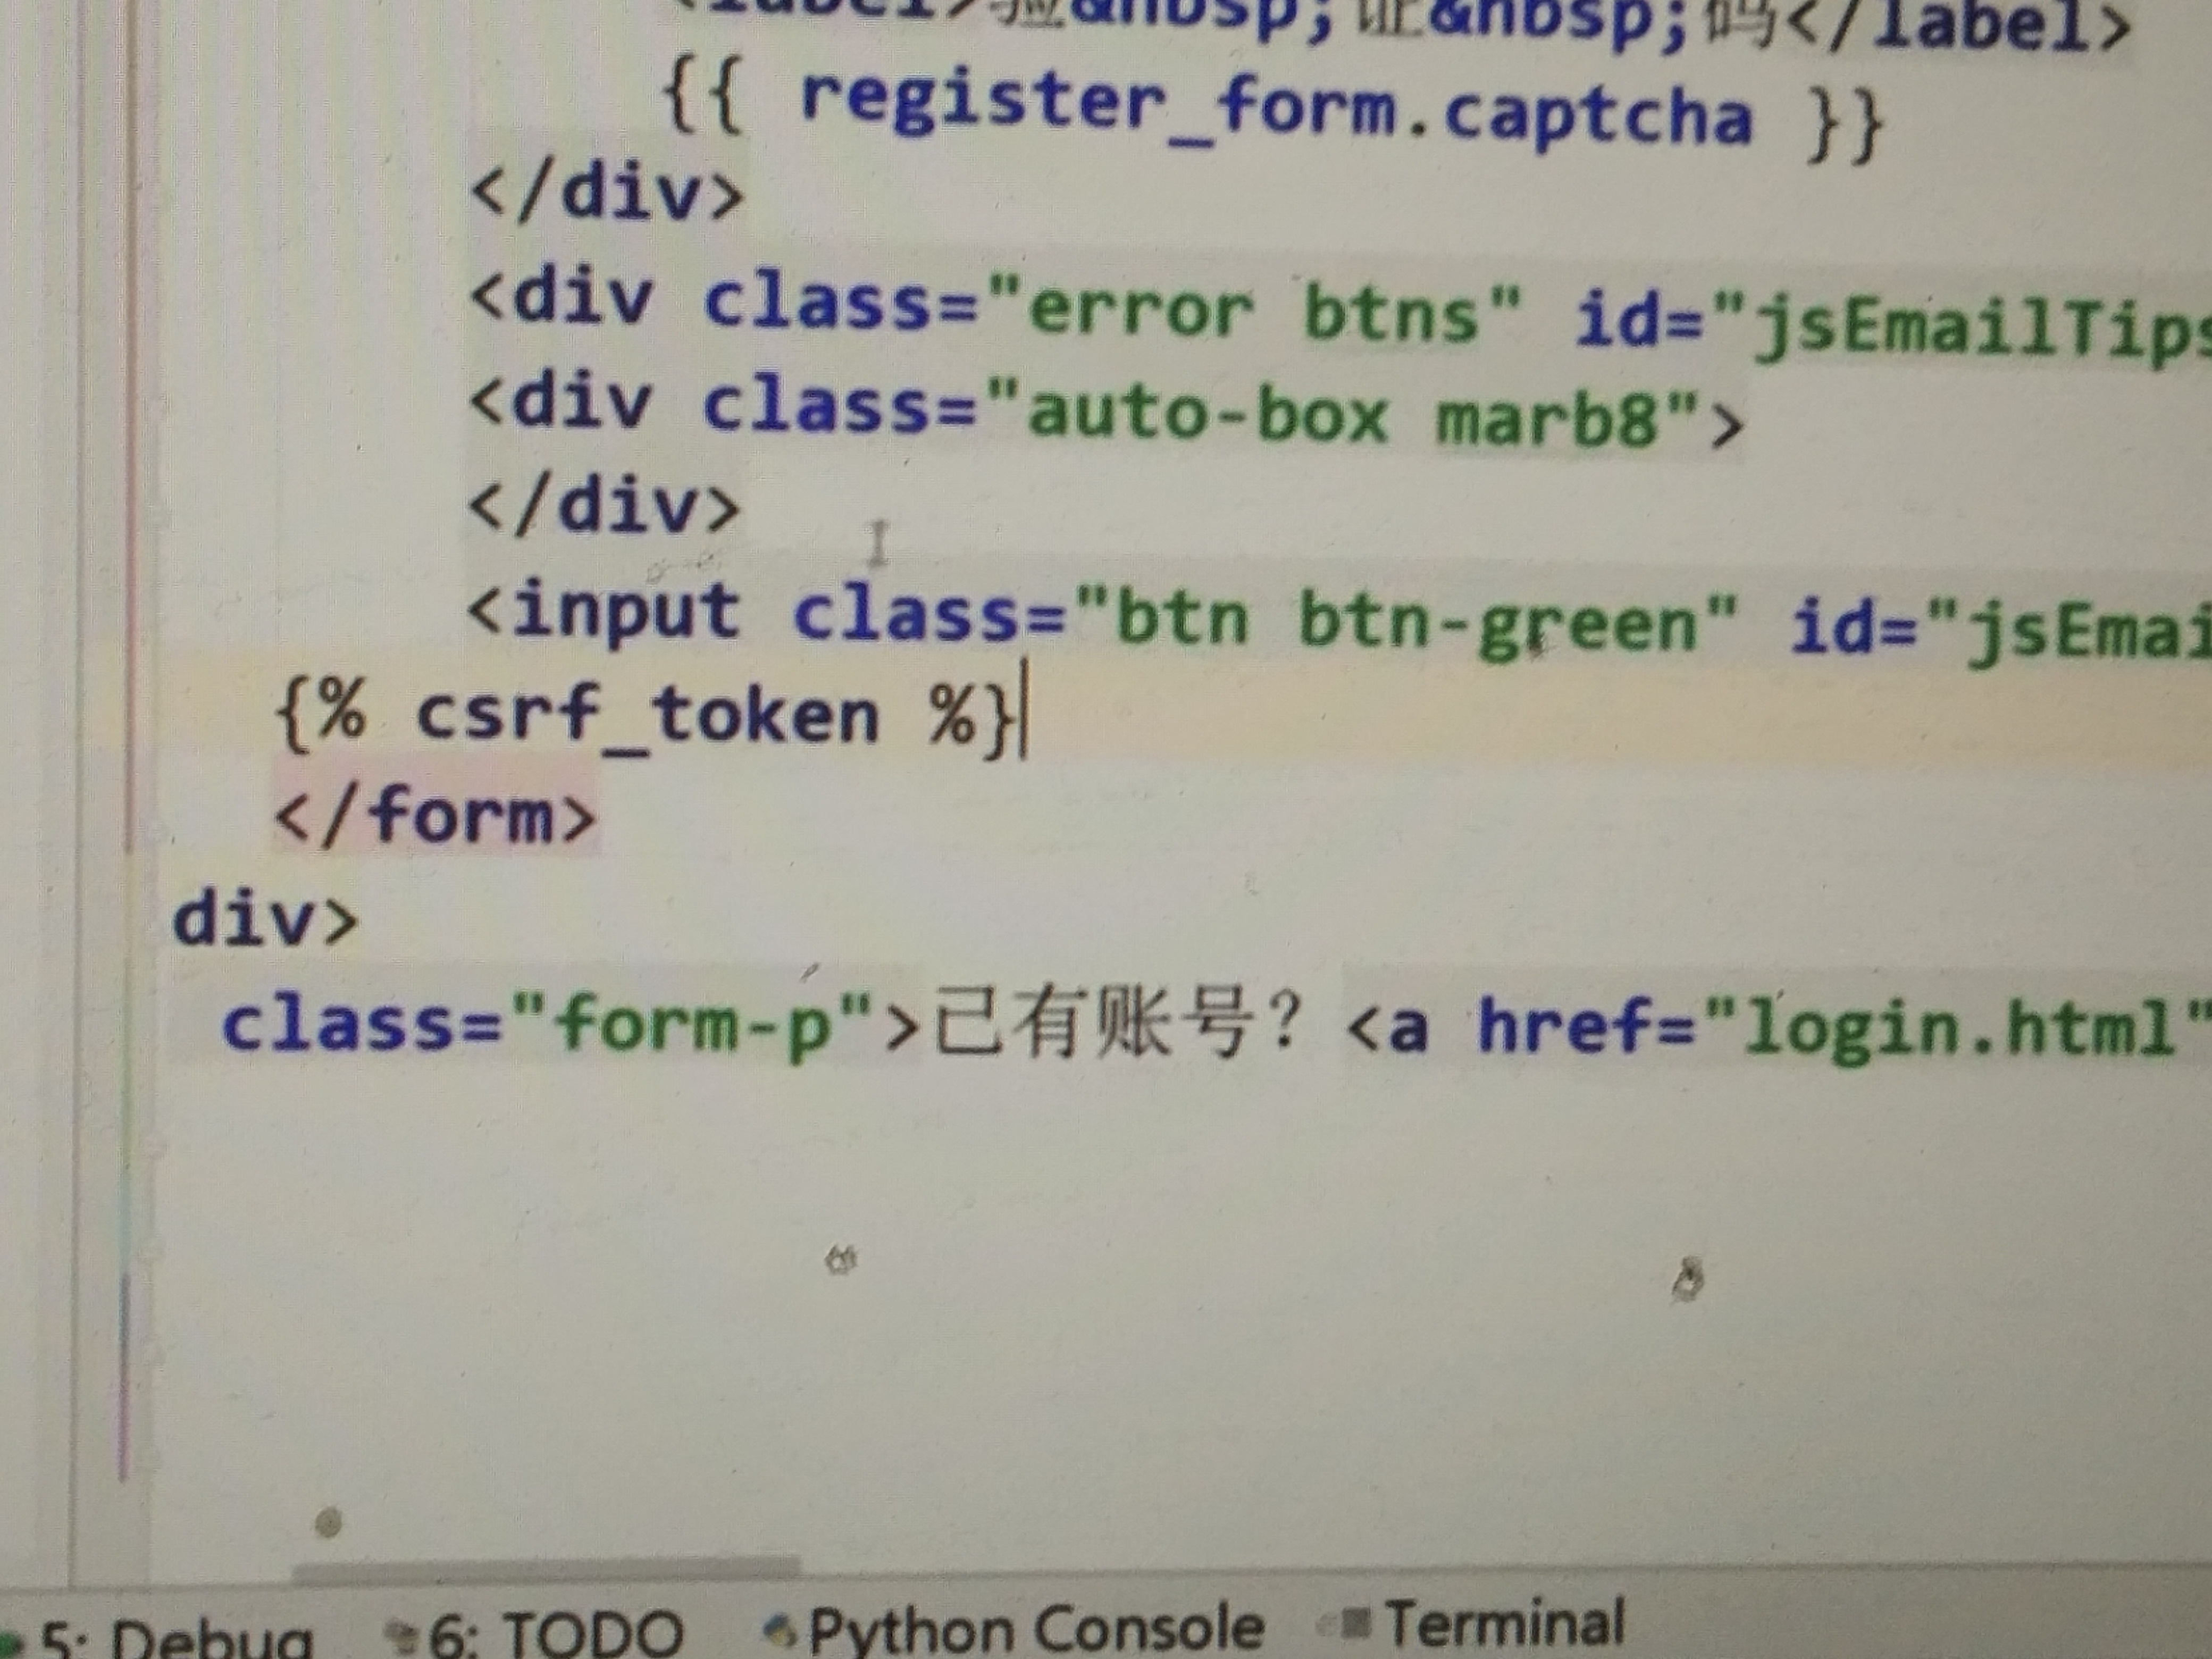 <label>验&nbsp;证&nbsp;码</label>
{{ register_form.captcha }}
</div>
<div class="error btns" id="jsEmailTips
<div class="auto-box marb8">
</div>
<input class="btn btn-green" id="jsEmai
{% csrf_token %}
</form>
div>
class="form-p">已有账号？<a href="login.html"
5: Debug 6: TODO Python Console Terminal